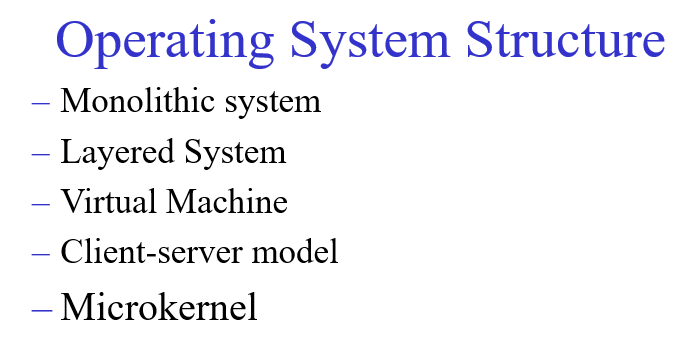 Operating System Structure
– Monolithic system
– Layered System
– Virtual Machine
– Client-server model
– Microkernel